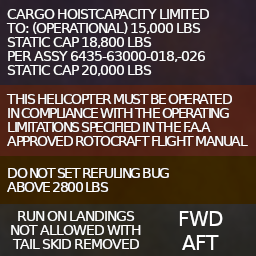 CARGO HOISTCAPACITY LIMITED
TO: (OPERATIONAL) 15,000 LBS
STATIC CAP 18,800 LBS
PER ASSY 6435-63000-018,-026
STATIC CAP 20,000 LBS
THIS HELICOPTER MUST BE OPERATED
IN COMPLIANCE WITH THE OPERATING
LIMITATIONS SPECIFIED IN THE F.A.A
APPROVED ROTOCRAFT FLIGHT MANUAL
DO NOT SET REFULING BUG
ABOVE 2800 LBS
RUN ON LANDINGS
NOT ALLOWED WITH
TAIL SKID REMOVED
FWD
AFT